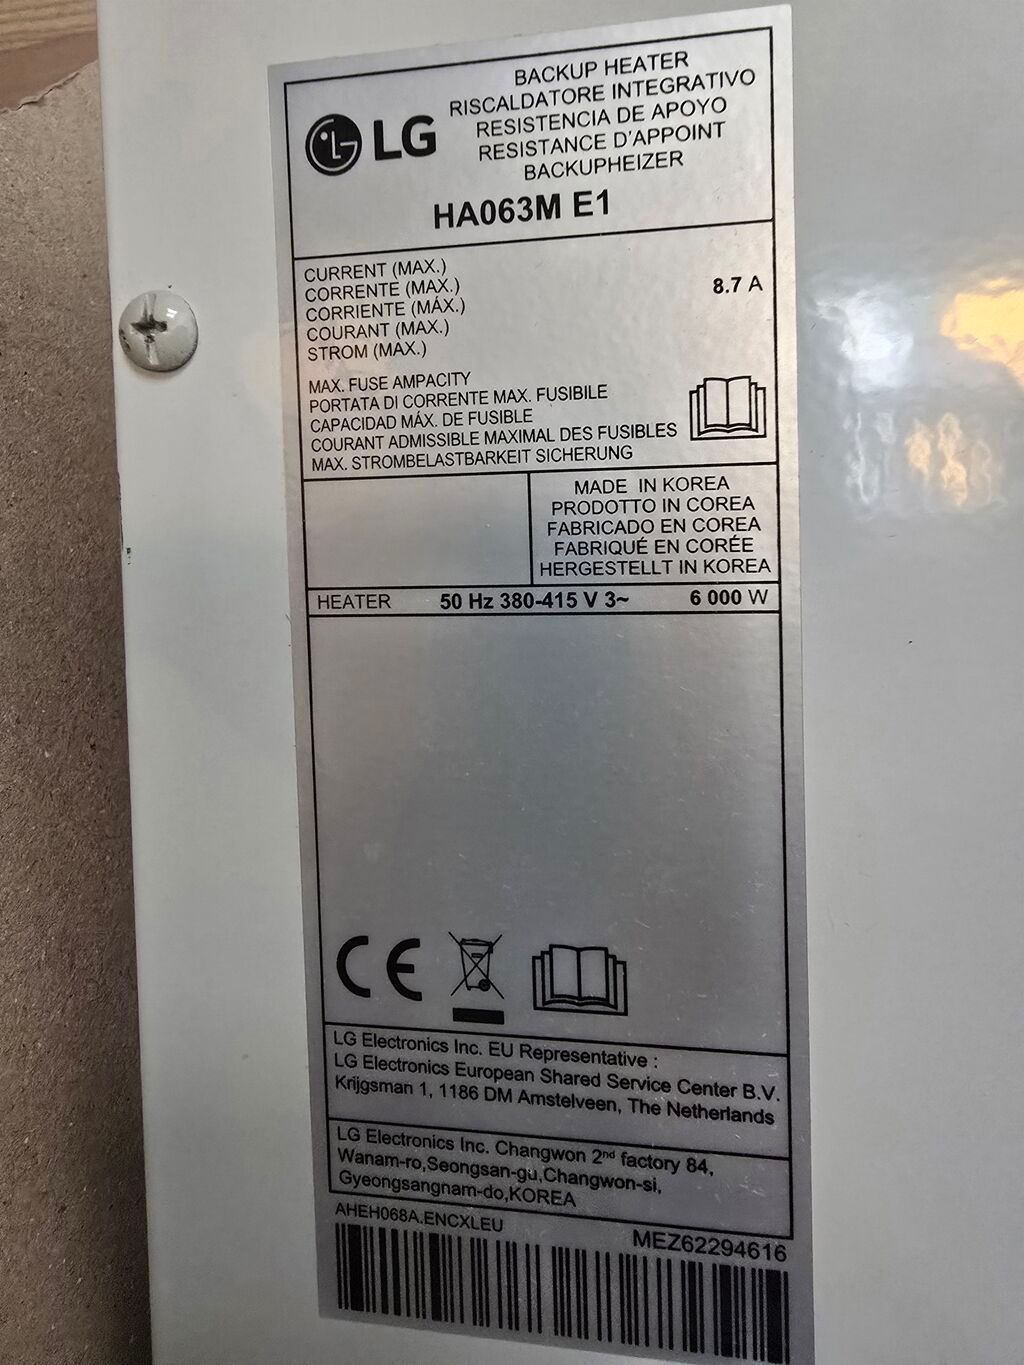 BACKUP HEATER
RISCALDATORE INTEGRATIVO
RESISTENCIA DE APOYO
RESISTANCE D'APPOINT
BACKUPHEIZER
LG
HA063M E1
CURRENT (MAX.)
CORRENTE (MAX.)
CORRIENTE (MÁX.)
COURANT (MAX.)
STROM (MAX.)
8.7 A
MAX. FUSE AMPACITY
PORTATA DI CORRENTE MAX. FUSIBILE
CAPACIDAD MÁX. DE FUSIBLE
COURANT ADMISSIBLE MAXIMAL DES FUSIBLES
MAX. STROMBELASTBARKEIT SICHERUNG
MADE IN KOREA
PRODOTTO IN COREA
FABRICADO EN COREA
FABRIQUÉ EN CORÉE
HERGESTELLT IN KOREA
HEATER 50 Hz 380-415 V 3~ 6 000 W
CE
LG Electronics Inc. EU Representative :
LG Electronics European Shared Service Center B.V.
Krijgsman 1, 1186 DM Amstelveen, The Netherlands
LG Electronics Inc. Changwon 2nd factory 84,
Wanam-ro,Seongsan-gu,Changwon-si,
Gyeongsangnam-do,KOREA
AHEH068A.ENCXLEU
MEZ62294616